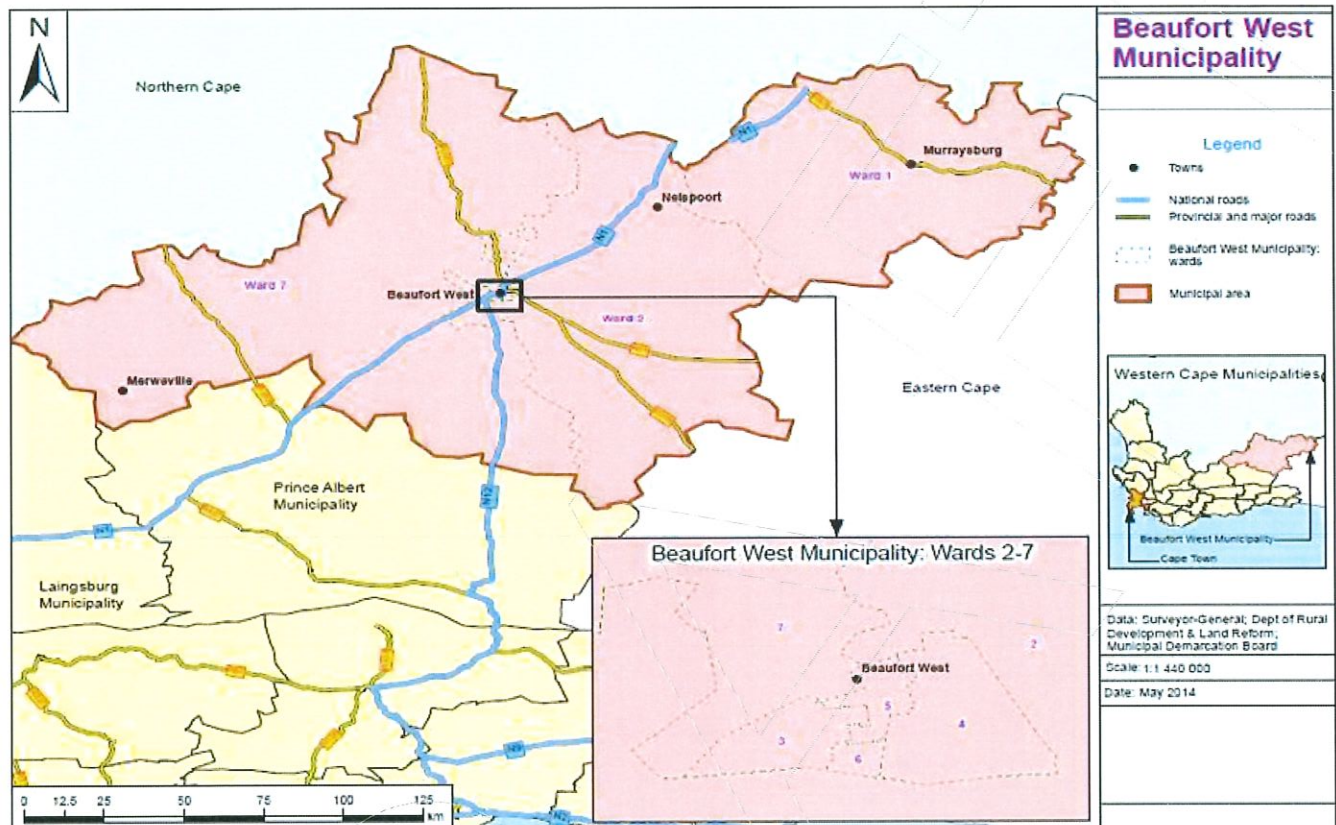 N
Northern Cape
N1
Murraysburg
Ward 1
Nelspoort
N1
Ward 7
Beaufort West
Ward 2
Merweville
Eastern Cape
Prince Albert
Municipality
N12
N1
Laingsburg
Municipality
N9
N2
0 12.5 25 50 75 100 125
km
Beaufort West Municipality: Wards 2-7
7
2
Beaufort West
5
4
3
6
Beaufort West
Municipality
Legend
Towns
National roads
Provincial and major roads
Beaufort West Municipality:
wards
Municipal area
Western Cape Municipalities
Beaufort West Municipality
Cape Town
Data: Surveyor-General; Dept of Rural
Development & Land Reform;
Municipal Demarcation Board
Scale: 1:1 440 000
Date: May 2014